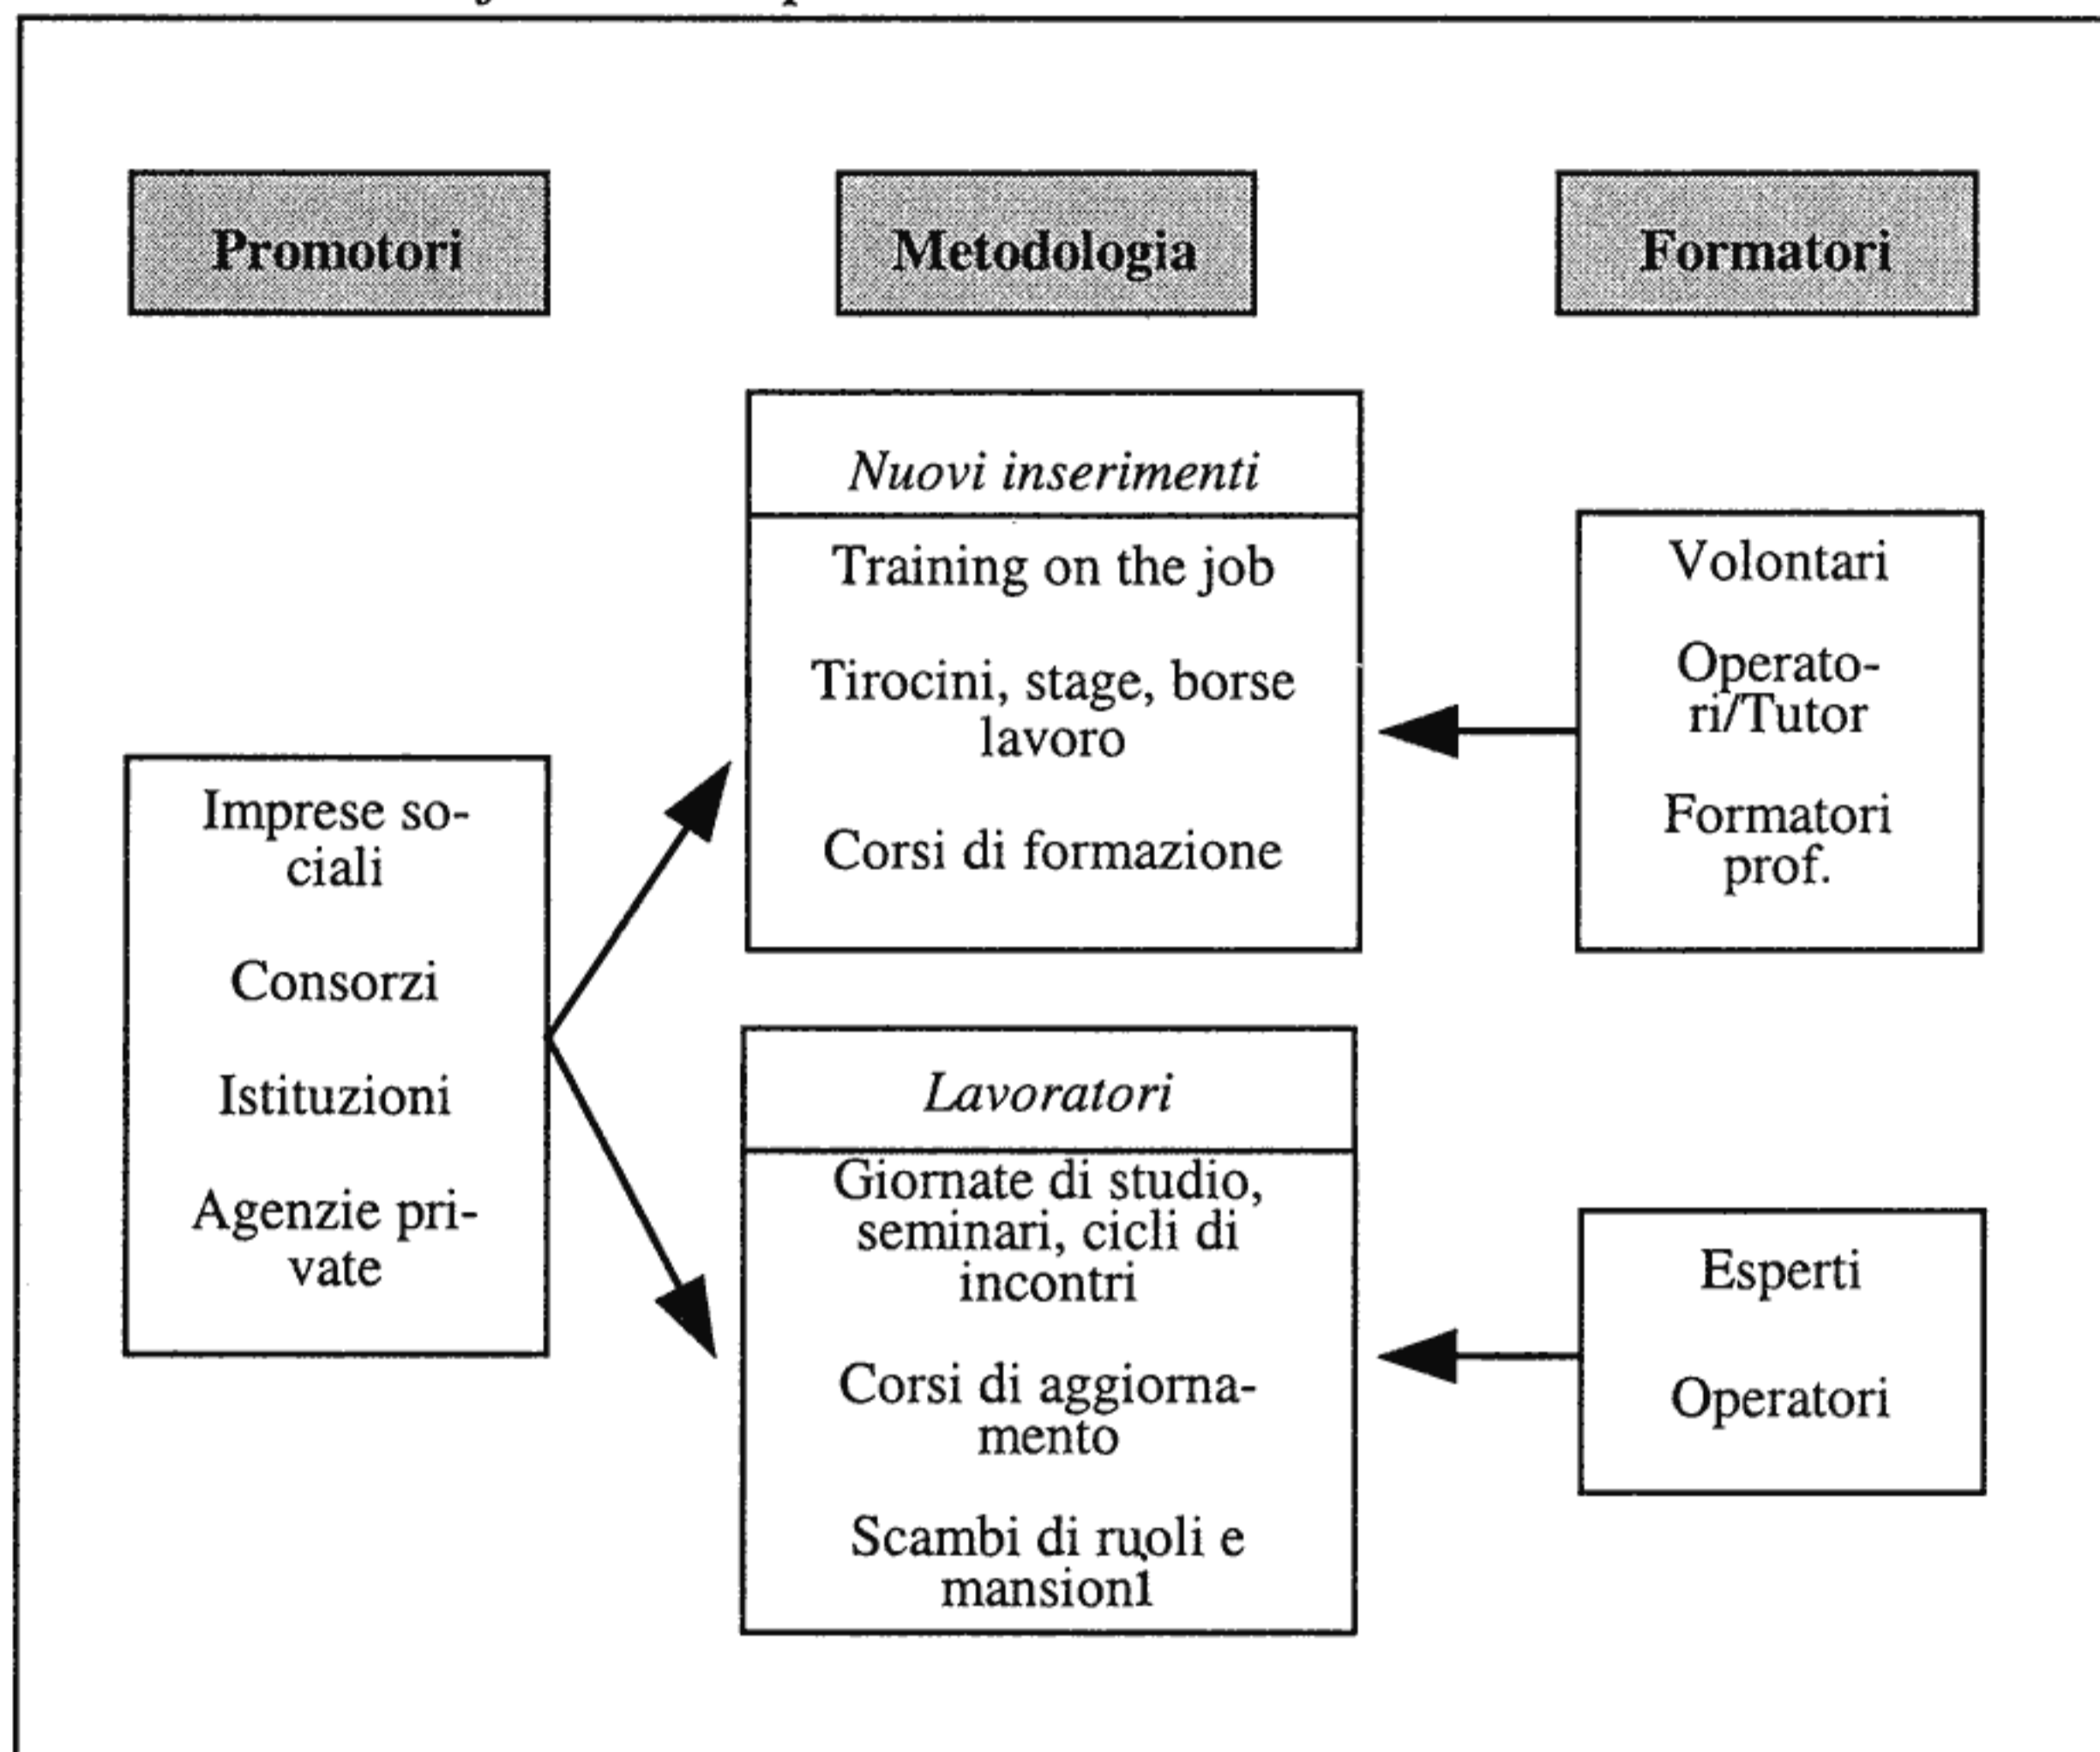 Promotori
Metodologia
Formatori
Nuovi inserimenti
Training on the job
Tirocini, stage, borse
lavoro
Corsi di formazione
Volontari
Operato-
ri/Tutor
Formatori
prof.
Imprese so-
ciali
Consorzi
Istituzioni
Agenzie pri-
vate
Lavoratori
Giornate di studio,
seminari, cicli di
incontri
Corsi di aggiorna-
mento
Scambi di ruoli e
mansioni
Esperti
Operatori